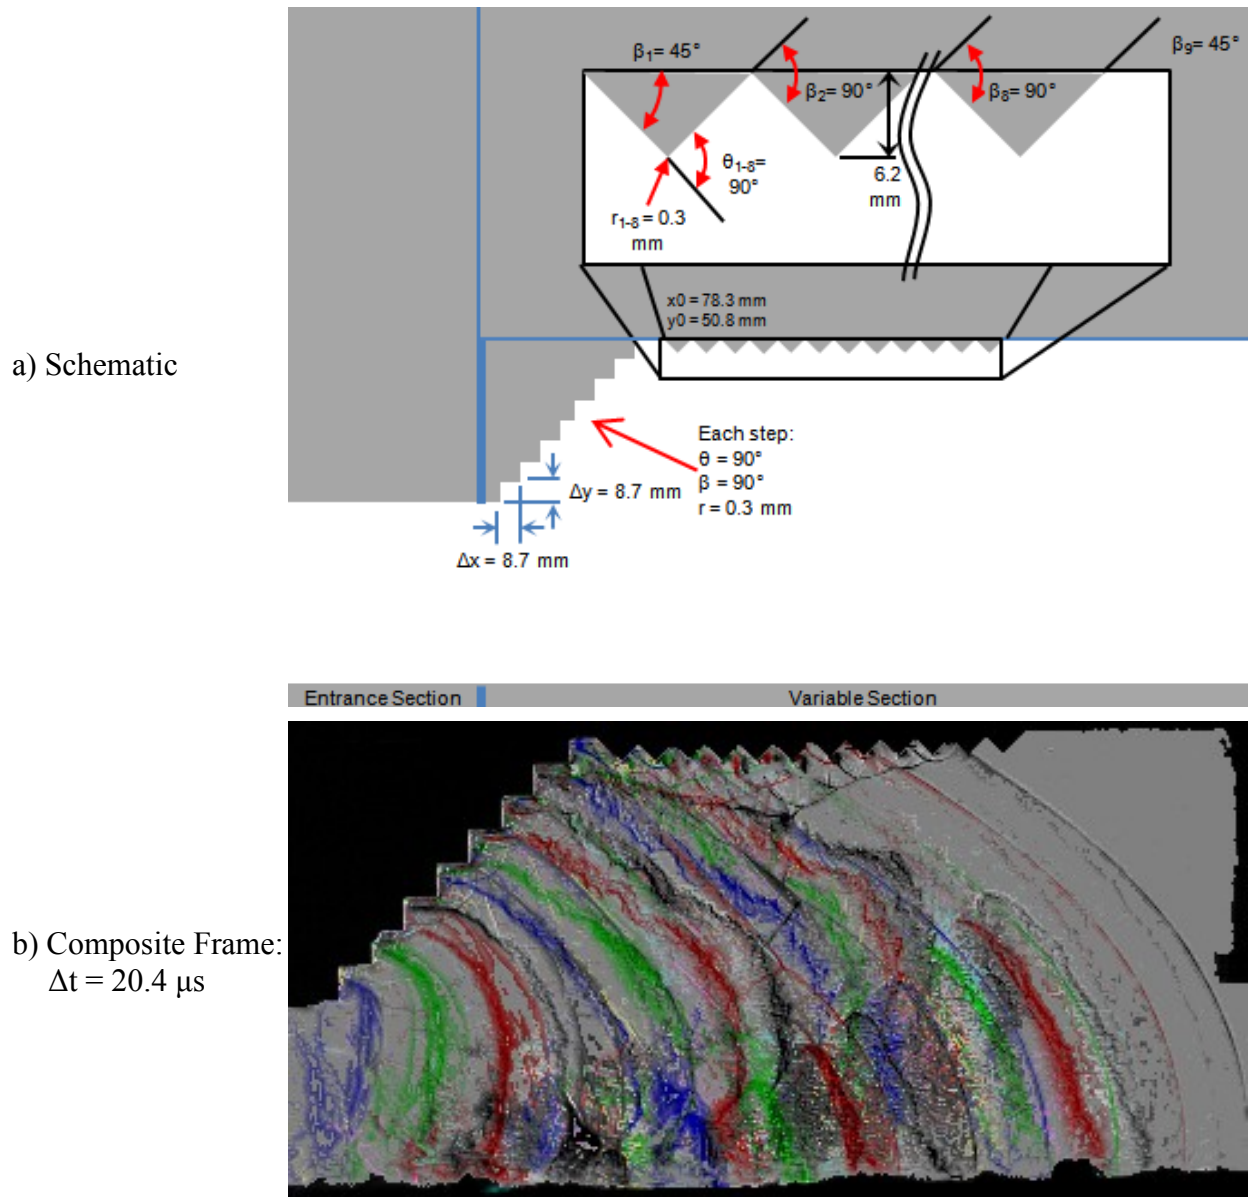 β1= 45°
β9= 45°
β2= 90°
β8= 90°
θ1-8=
90°
6.2
mm
r1-8 = 0.3
mm
x0 = 78.3 mm
y0 = 50.8 mm
a) Schematic
Each step:
θ = 90°
β = 90°
r = 0.3 mm
Δy = 8.7 mm
Δx = 8.7 mm
Entrance Section
Variable Section
b) Composite Frame:
Δt = 20.4 μs